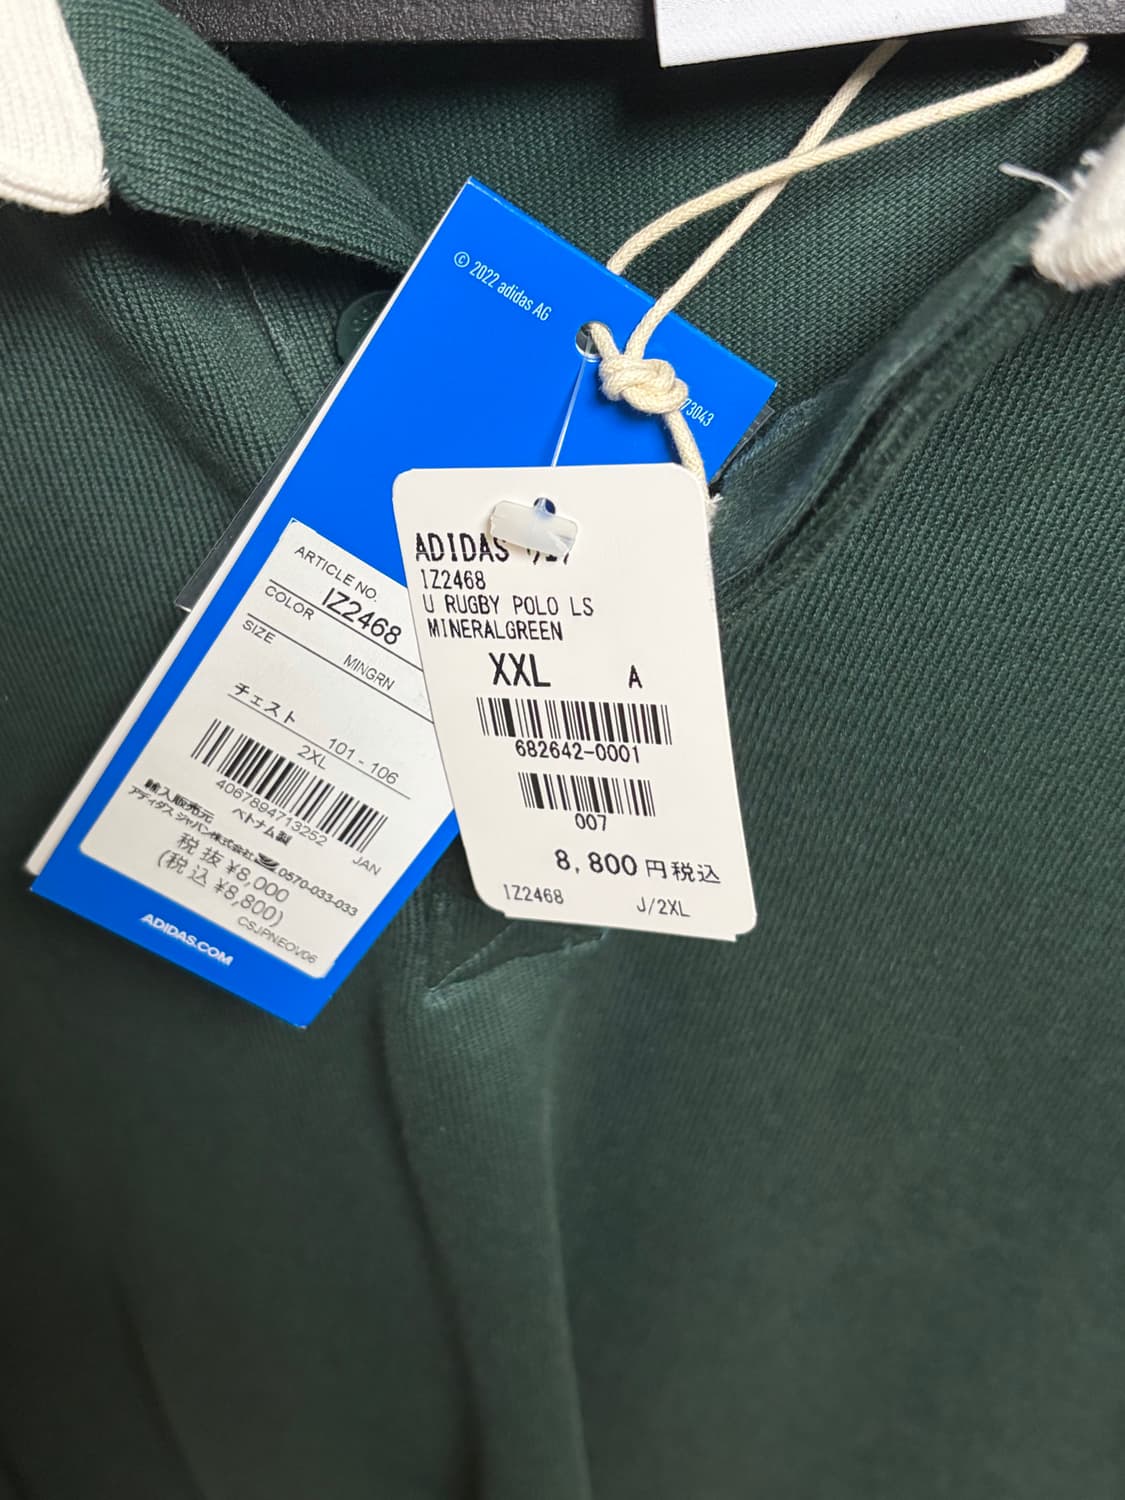 © 2022 adidas AG
73043
ARTICLE NO.
IZ2468
COLOR
MINGRN
SIZE
チェスト
101 - 106
2XL
4067894713252
JAN
ベトナム製
輸入販売元
アディダス ジャパン株式会社
0570-033-033
税抜 ¥8,000
(税込 ¥8,800)
CSJPNEOV06
ADIDAS.COM
ADIDAS
IZ2468
U RUGBY POLO LS
MINERALGREEN
XXL A
682642-0001
007
8,800円税込
IZ2468 J/2XL